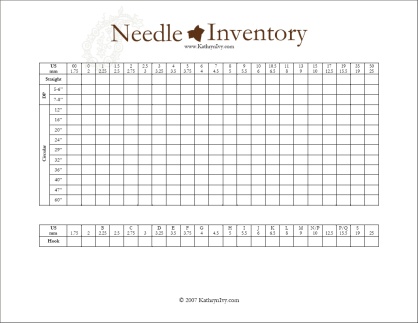 Needle Inventory
www.KathrynIvy.com
US 00 0 1 1.5 2 2.5 3 4 5 6 7 8 9 10 10.5 11 13 15 17 19 35 50
mm 1.75 2 2.25 2.5 2.75 3 3.25 3.5 3.75 4 4.5 5 5.5 6 6.5 8 9 10 12 15.5 19 25
Straight
DP
5-6"
7-8"
Circular
12"
16"
20"
24"
29"
32"
36"
40"
47"
60"
US B C D E F G H I J K L M N/P P/Q S
mm 1.75 2 2.25 2.5 2.75 3 3.25 3.5 3.75 4 4.5 5 5.5 6 6.5 8 9 10 12.5 15 19 25
Hook
© 2007 KathrynIvy.com